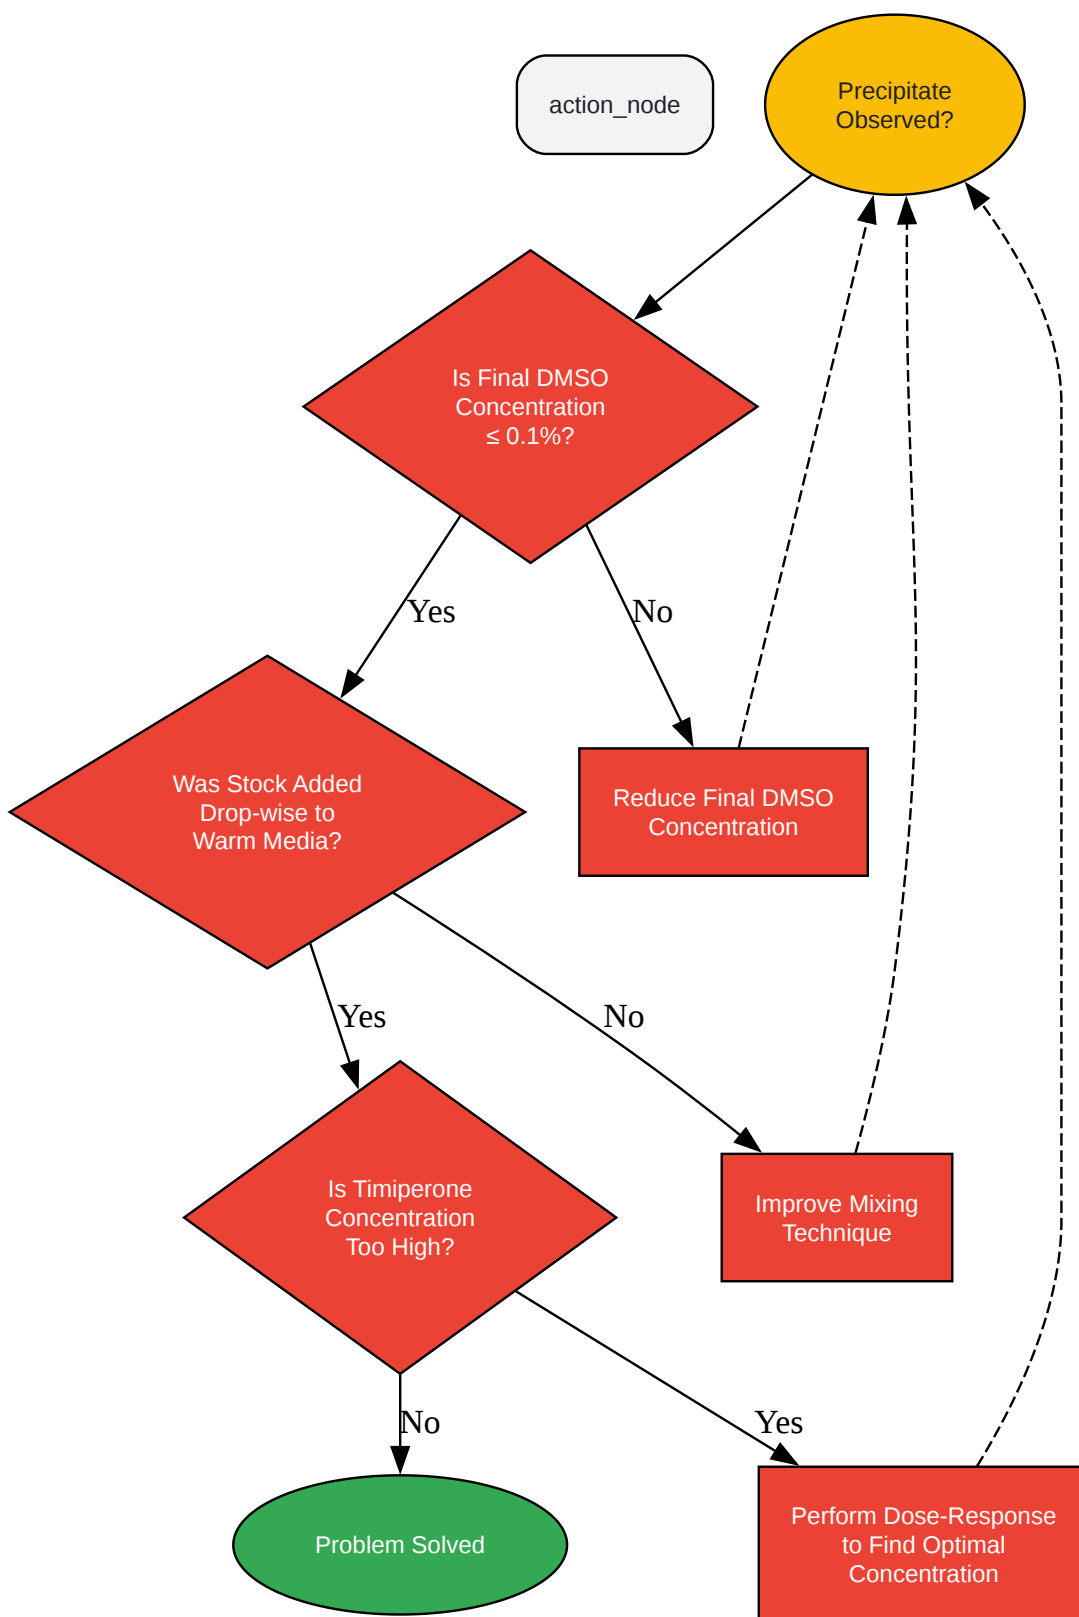 action_node
Precipitate
Observed?
Is Final DMSO
Concentration
≤ 0.1%?
Yes
No
Was Stock Added
Drop-wise to
Warm Media?
Reduce Final DMSO
Concentration
Yes
No
Is Timiperone
Concentration
Too High?
Improve Mixing
Technique
No
Yes
Problem Solved
Perform Dose-Response
to Find Optimal
Concentration